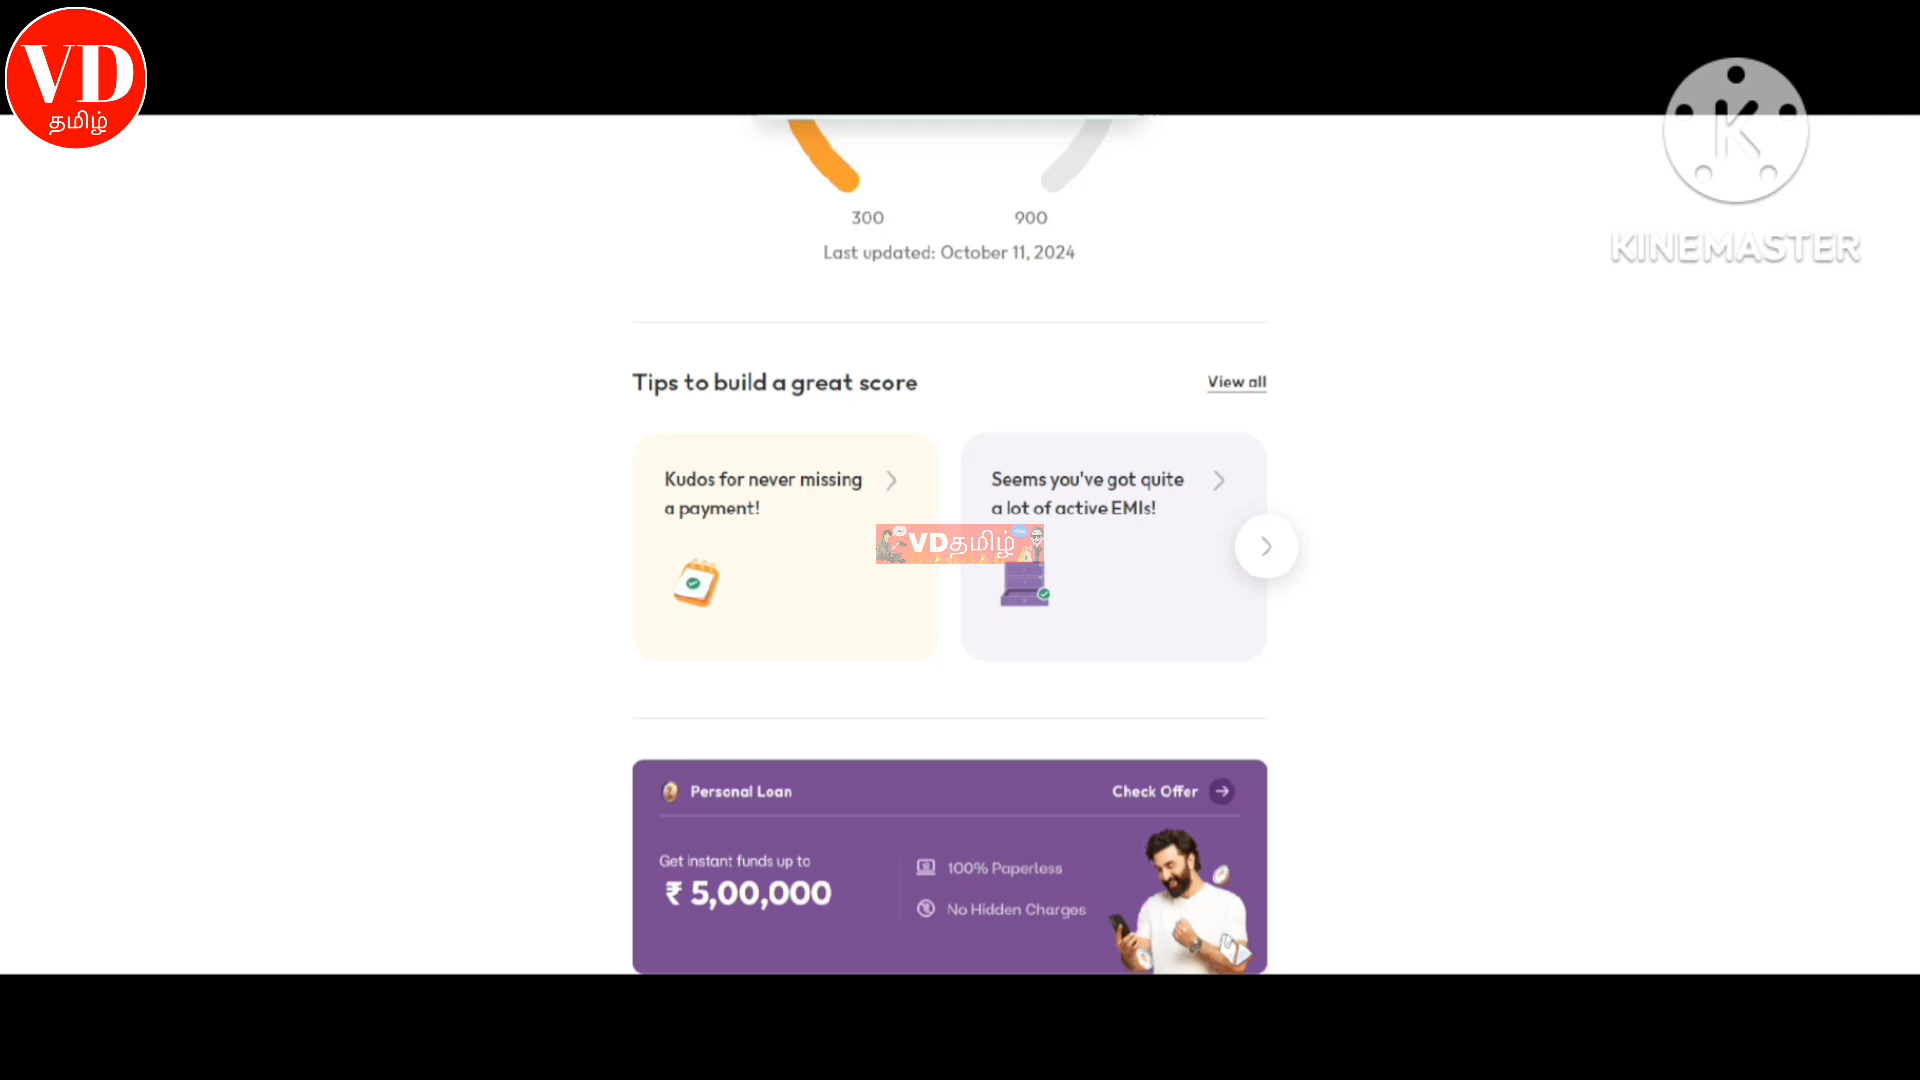 VD
தமிழ்
K
KINEMASTER
300
900
Last updated: October 11, 2024
Tips to build a great score
View all
Kudos for never missing
a payment!
Seems you've got quite
a lot of active EMIs!
VDதமிழ்
Personal Loan
Check Offer
Get instant funds up to
₹ 5,00,000
100% Paperless
No Hidden Charges